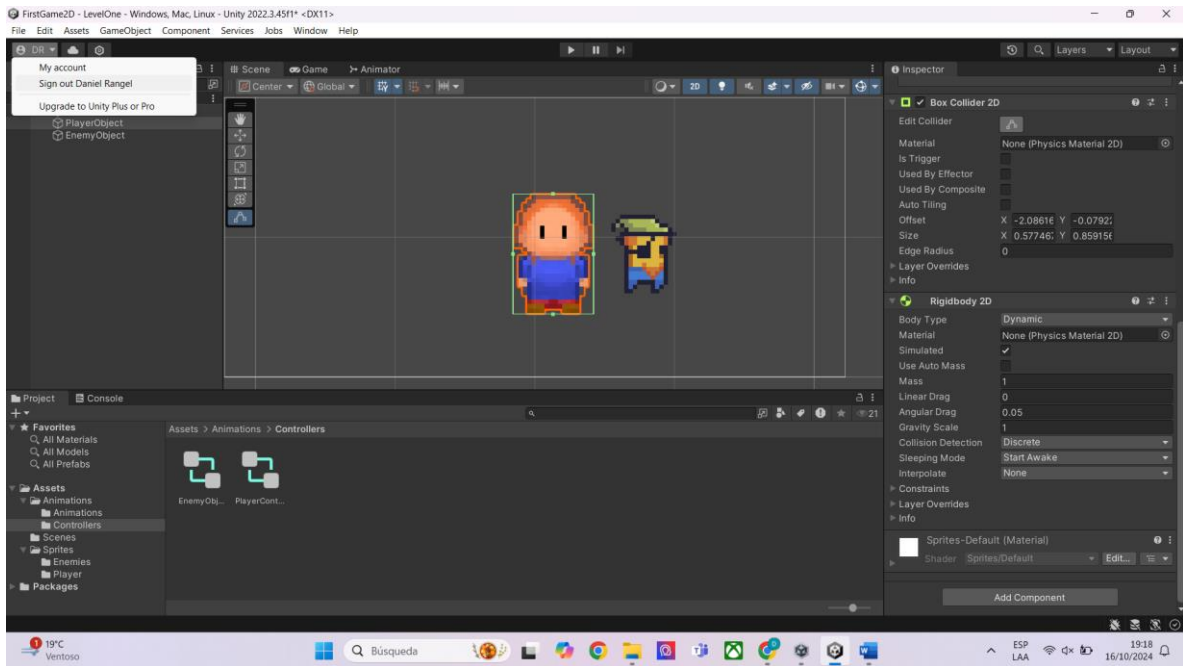 FirstGame2D - LevelOne - Windows, Mac, Linux - Unity 2022.3.45f1* <DX11>
File Edit Assets GameObject Component Services Jobs Window Help
DR Layers Layout
My account
Sign out Daniel Rangel
Upgrade to Unity Plus or Pro
PlayerObject
EnemyObject
Scene Game Animator
Center Global 2D
Inspector
Box Collider 2D
Edit Collider
Material None (Physics Material 2D)
Is Trigger
Used By Effector
Used By Composite
Auto Tiling
Offset X -2.08616 Y -0.0792
Size X 0.57746 Y 0.859156
Edge Radius 0
Layer Overrides
Info
Rigidbody 2D
Body Type Dynamic
Material None (Physics Material 2D)
Simulated
Use Auto Mass
Mass 1
Linear Drag 0
Angular Drag 0.05
Gravity Scale 1
Collision Detection Discrete
Sleeping Mode Start Awake
Interpolate None
Constraints
Layer Overrides
Info
Sprites-Default (Material)
Shader Sprites/Default Edit...
Add Component
Project Console
21
Favorites
All Materials
All Models
All Prefabs
Assets
Animations
Animations
Controllers
Scenes
Sprites
Enemies
Player
Packages
Assets > Animations > Controllers
EnemyObj... PlayerCont...
1
19°C
Ventoso
Búsqueda
ESP
LAA
19:18
16/10/2024